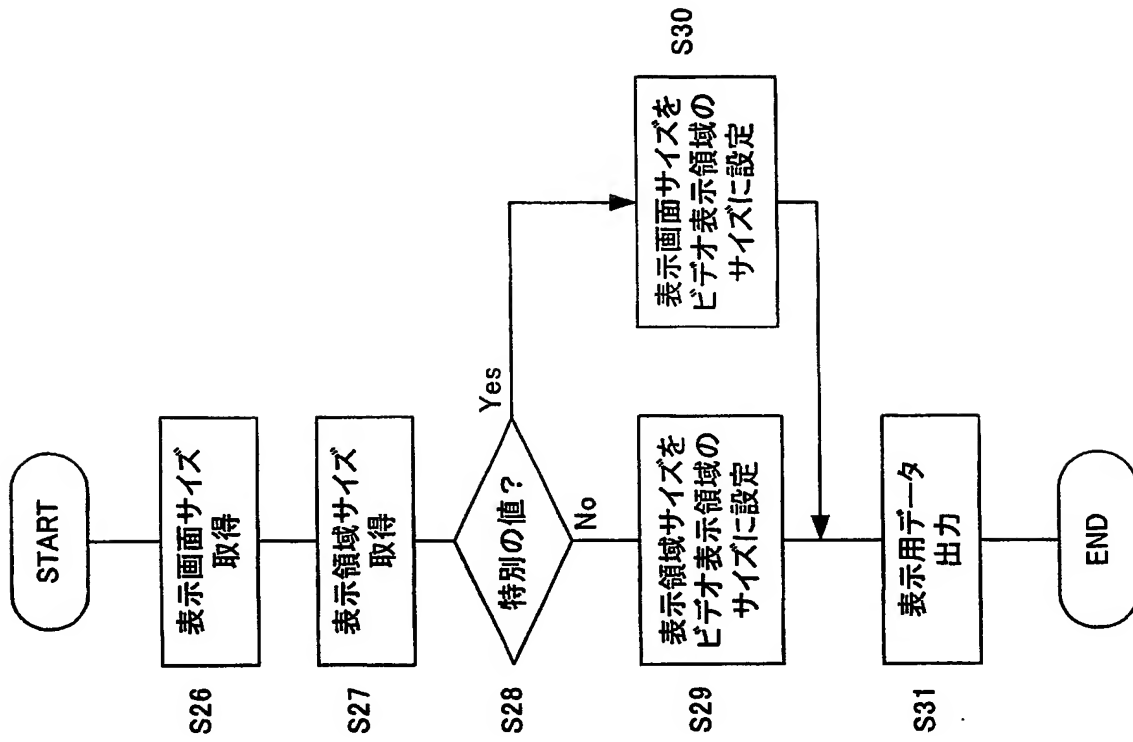 START
S26
表示画面サイズ
取得
S27
表示領域サイズ
取得
S28
特別の値?
Yes
No
S29
表示領域サイズを
ビデオ表示領域の
サイズに設定
S30
表示画面サイズを
ビデオ表示領域の
サイズに設定
S31
表示用データ
出力
END